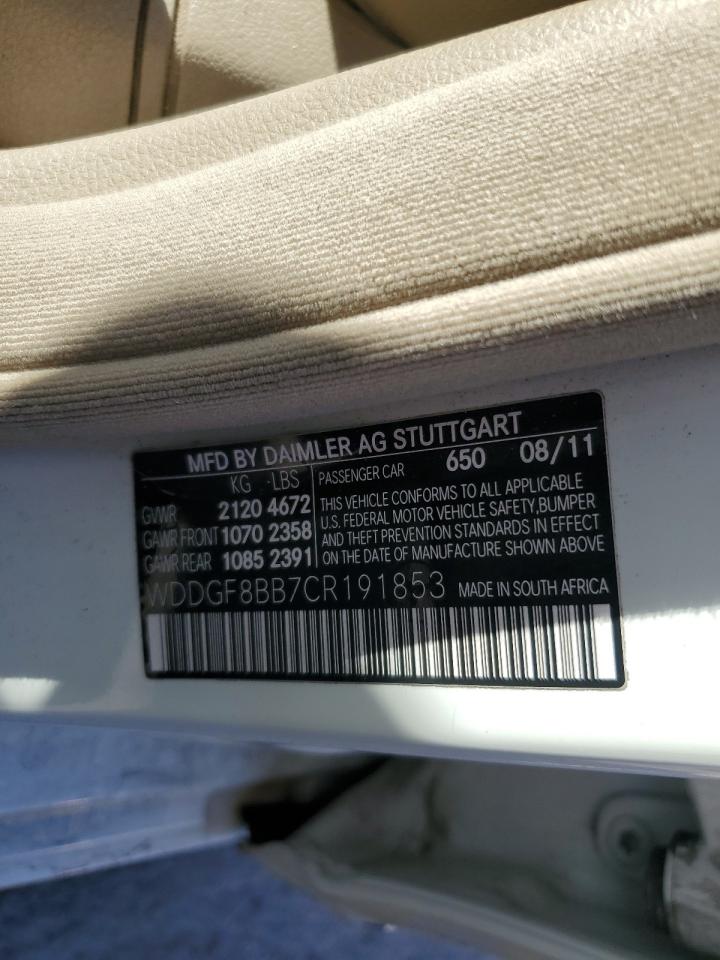 MFD BY DAIMLER AG STUTTGART
KG LBS PASSENGER CAR 650 08/11
GVWR 2120 4672
GAWR FRONT 1070 2358
GAWR REAR 1085 2391
THIS VEHICLE CONFORMS TO ALL APPLICABLE
U.S. FEDERAL MOTOR VEHICLE SAFETY,BUMPER
AND THEFT PREVENTION STANDARDS IN EFFECT
ON THE DATE OF MANUFACTURE SHOWN ABOVE
WDDGF8BB7CR191853 MADE IN SOUTH AFRICA